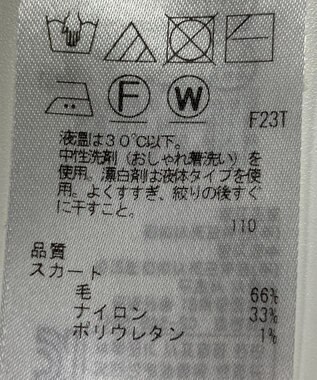 F W
F23T
液温は30℃以下。
中性洗剤（おしゃれ着洗い）を
使用。漂白剤は液体タイプを使
用。よくすすぎ、絞りの後すぐ
に干すこと。
110
品質
スカート
毛 66%
ナイロン 33%
ポリウレタン 1%